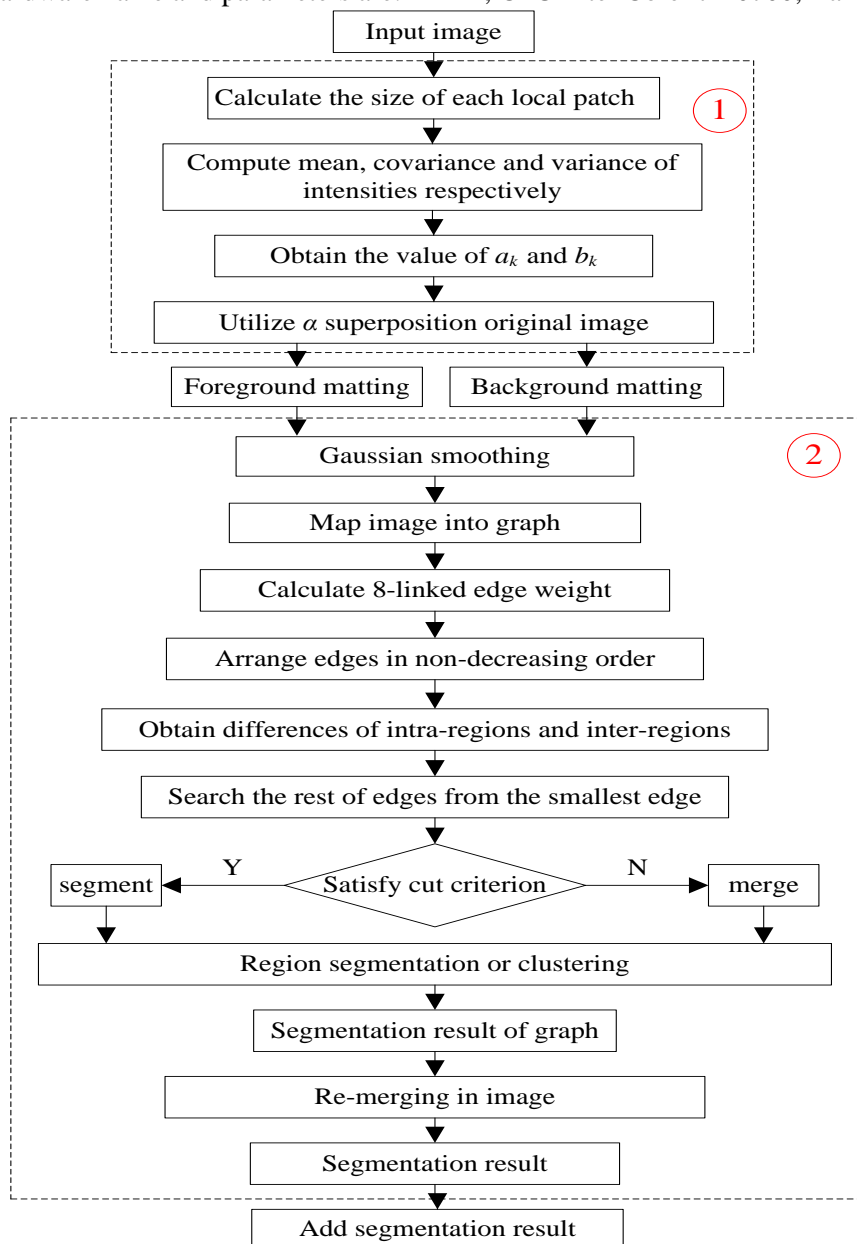 Input image
Calculate the size of each local patch
1
Compute mean, covariance and variance of
intensities respectively
Obtain the value of aₖ and bₖ
Utilize α superposition original image
Foreground matting
Background matting
Gaussian smoothing
2
Map image into graph
Calculate 8-linked edge weight
Arrange edges in non-decreasing order
Obtain differences of intra-regions and inter-regions
Search the rest of edges from the smallest edge
segment
Y
Satisfy cut criterion
N
merge
Region segmentation or clustering
Segmentation result of graph
Re-merging in image
Segmentation result
Add segmentation result